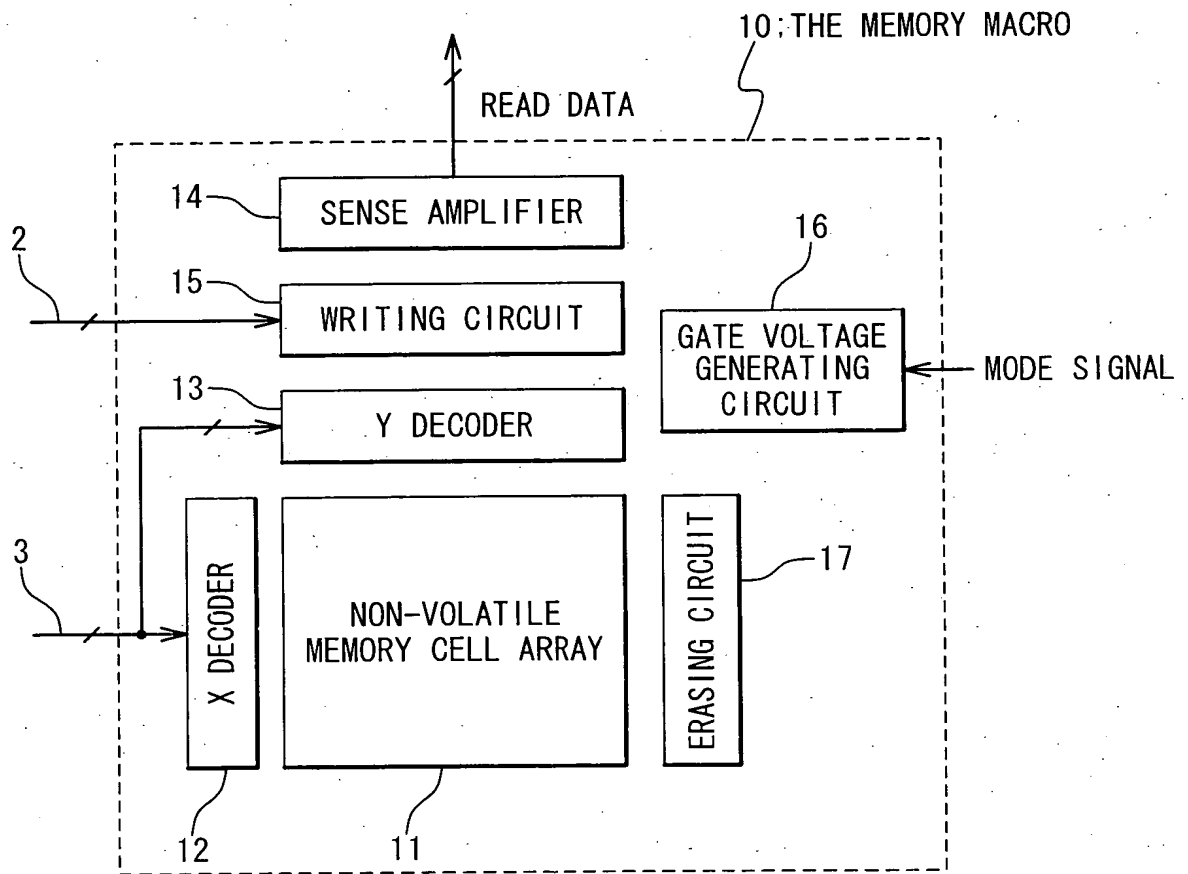 10;THE MEMORY MACRO
READ DATA
14
SENSE AMPLIFIER
2
15
WRITING CIRCUIT
16
GATE VOLTAGE
GENERATING
CIRCUIT
MODE SIGNAL
13
Y DECODER
3
X DECODER
NON-VOLATILE
MEMORY CELL ARRAY
ERASING CIRCUIT
17
12
11